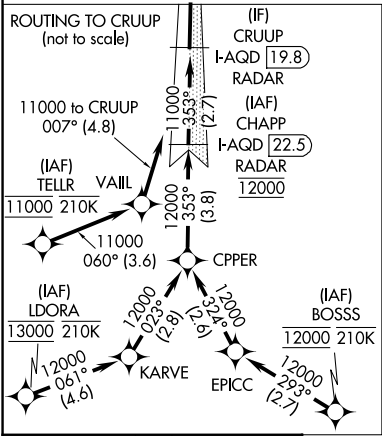 ROUTING TO CRUUP
(not to scale)
(IF)
CRUUP
I-AQD 19.8
RADAR
11000 to CRUUP
007° (4.8)
11000
353°
(2.7)
(IAF)
CHAPP
I-AQD 22.5
RADAR
12000
(IAF)
TELLR
11000 210K
VAIIL
11000
060° (3.6)
12000
353°
(3.8)
CPPER
(IAF)
LDORA
13000 210K
12000
061°
(4.6)
12000
023°
(2.8)
KARVE
12000
324°
(2.6)
EPICC
(IAF)
BOSSS
12000 210K
12000
293°
(2.7)